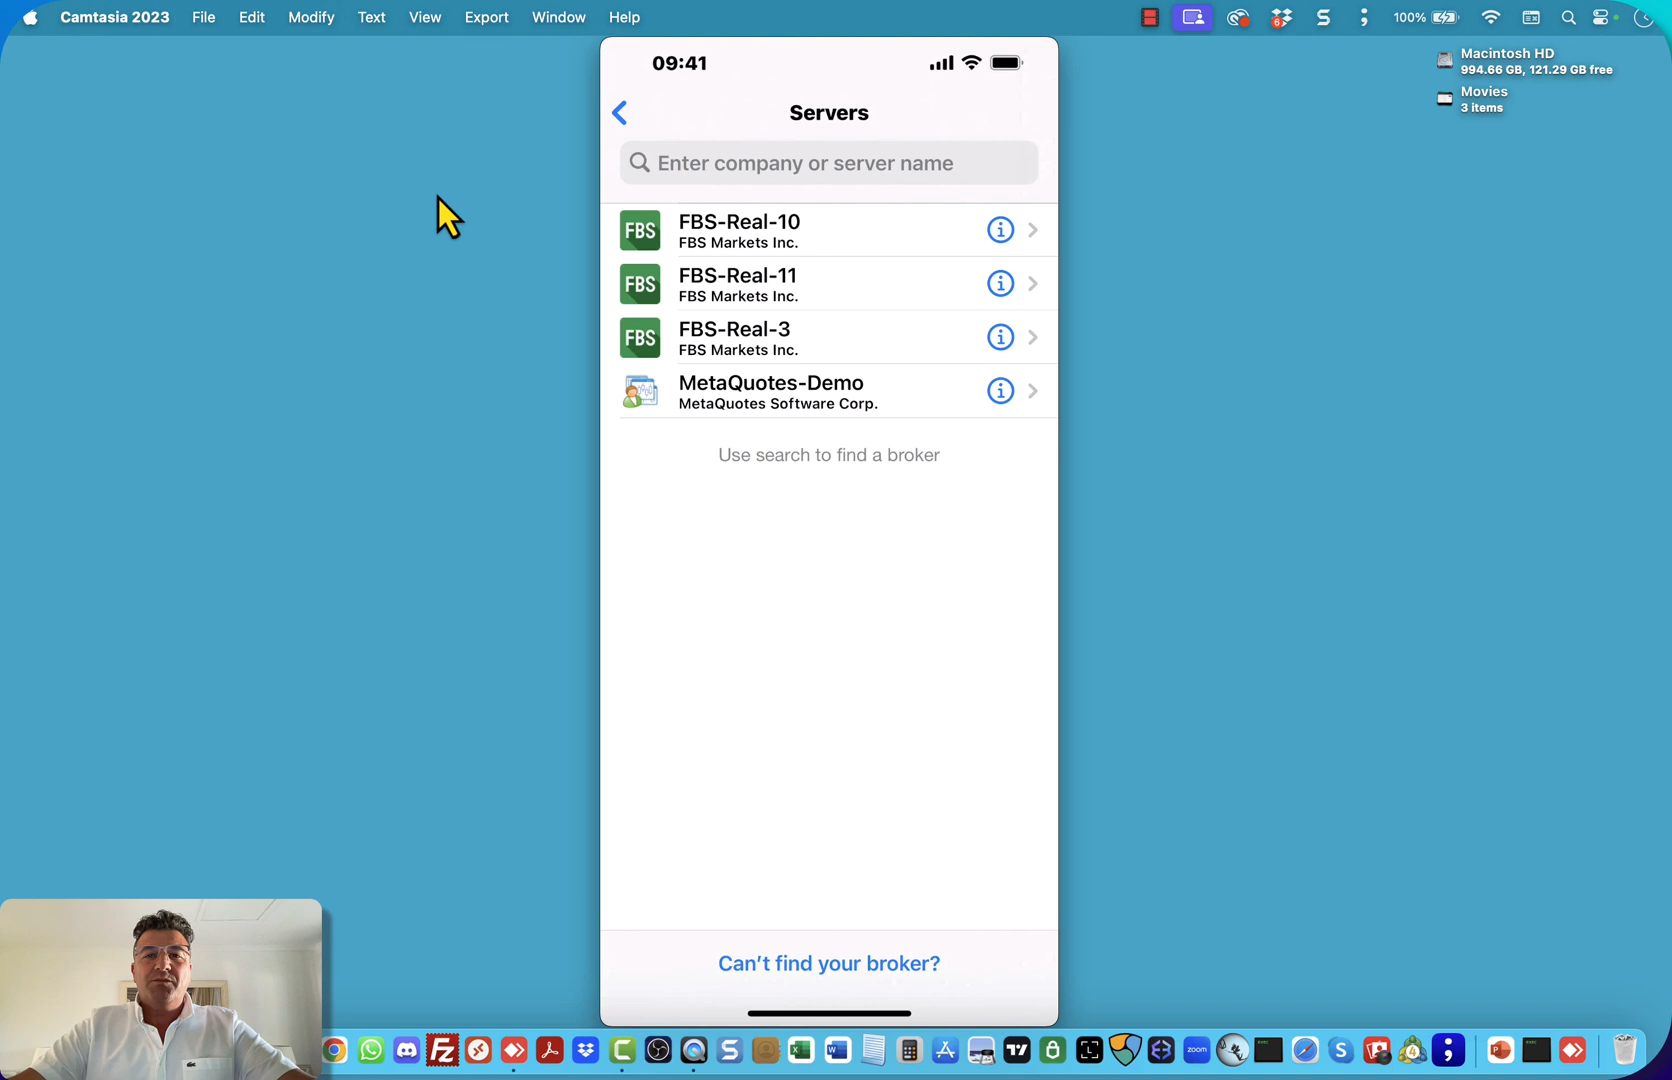 Camtasia 2023 File Edit Modify Text View Export Window Help
6 S ; 100%
Macintosh HD
994.66 GB, 121.29 GB free
Movies
3 items
09:41
Servers
Enter company or server name
FBS FBS-Real-10
FBS Markets Inc.
FBS FBS-Real-11
FBS Markets Inc.
FBS FBS-Real-3
FBS Markets Inc.
MetaQuotes-Demo
MetaQuotes Software Corp.
Use search to find a broker
Can’t find your broker?